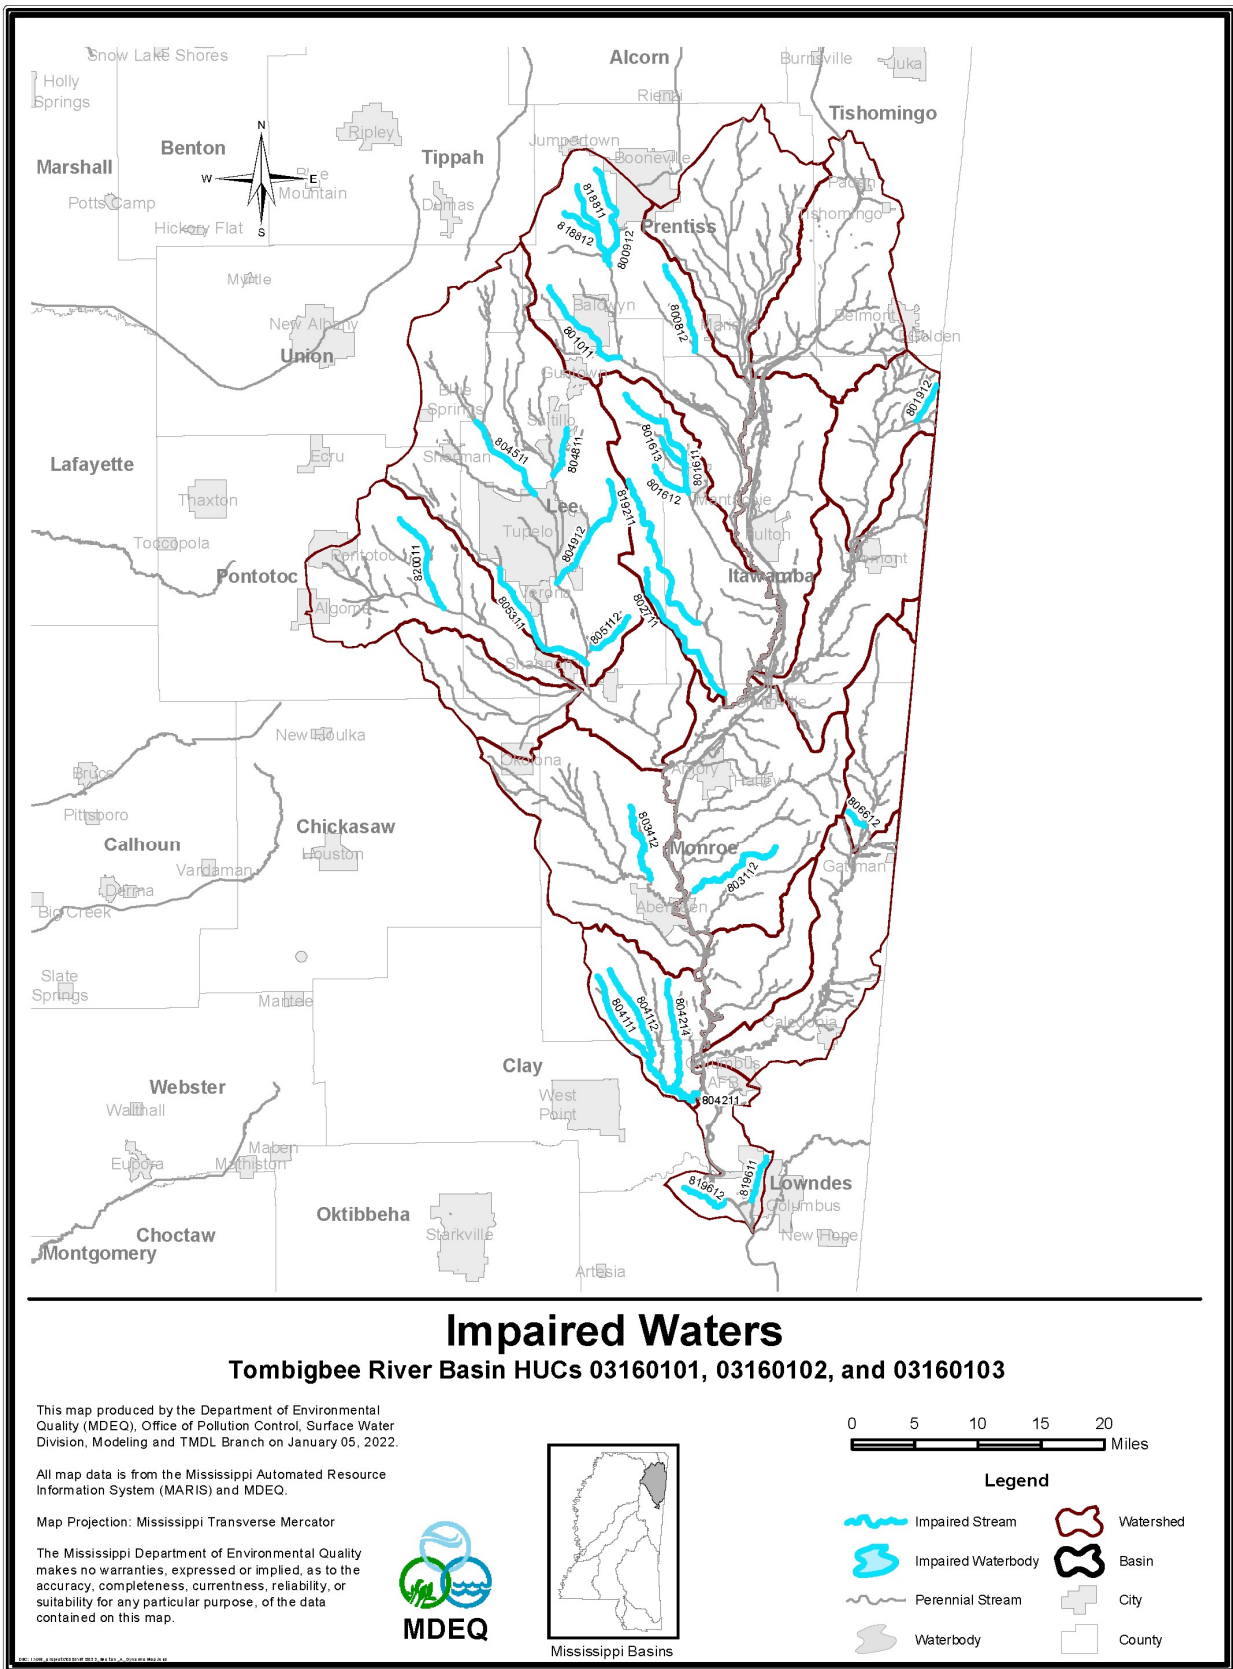 Snow Lake Shores
Alcorn
Burnsville
Iuka
Holly
Springs
Rienzi
Tishomingo
Ripley
Jumpertown
Booneville
Benton
N
Tippah
Marshall
W
E
Blue
Mountain
Paden
Potts Camp
Dumas
818811
Tishomingo
Hickory Flat
S
818812
800912
Prentiss
Myrtle
Baldwyn
New Albany
801011
800812
Marietta
Belmont
Golden
Union
Guntown
Blue
Springs
801912
Saltillo
Sherman
804511
804811
801613
801611
Ecru
Lafayette
801612
Mantachie
Thaxton
Lee
819211
Tupelo
Fulton
Toccopola
Pontotoc
804912
Tremont
Pontotoc
820011
Itawamba
Verona
Algoma
805311
802711
805112
Shannon
Smithville
New Houlka
Okolona
Amory
Hatley
Bruce
Pittsboro
803412
806612
Chickasaw
Calhoun
Houston
Monroe
Vardaman
Gattman
Derma
803112
Big Creek
Aberdeen
Slate
Springs
Mantee
804111
804112
804214
Caledonia
Clay
Columbus
AFB
Webster
West
Point
804211
Walthall
Maben
Eupora
Mathiston
819612
819611
Lowndes
Columbus
Oktibbeha
Choctaw
Starkville
New Hope
Montgomery
Artesia
Impaired Waters
Tombigbee River Basin HUCs 03160101, 03160102, and 03160103
This map produced by the Department of Environmental
Quality (MDEQ), Office of Pollution Control, Surface Water
Division, Modeling and TMDL Branch on January 05, 2022.
All map data is from the Mississippi Automated Resource
Information System (MARIS) and MDEQ.
Map Projection: Mississippi Transverse Mercator
The Mississippi Department of Environmental Quality
makes no warranties, expressed or implied, as to the
accuracy, completeness, currentness, reliability, or
suitability for any particular purpose, of the data
contained on this map.
MDEQ
Mississippi Basins
0 5 10 15 20
Miles
Legend
Impaired Stream
Watershed
Impaired Waterbody
Basin
Perennial Stream
City
Waterbody
County